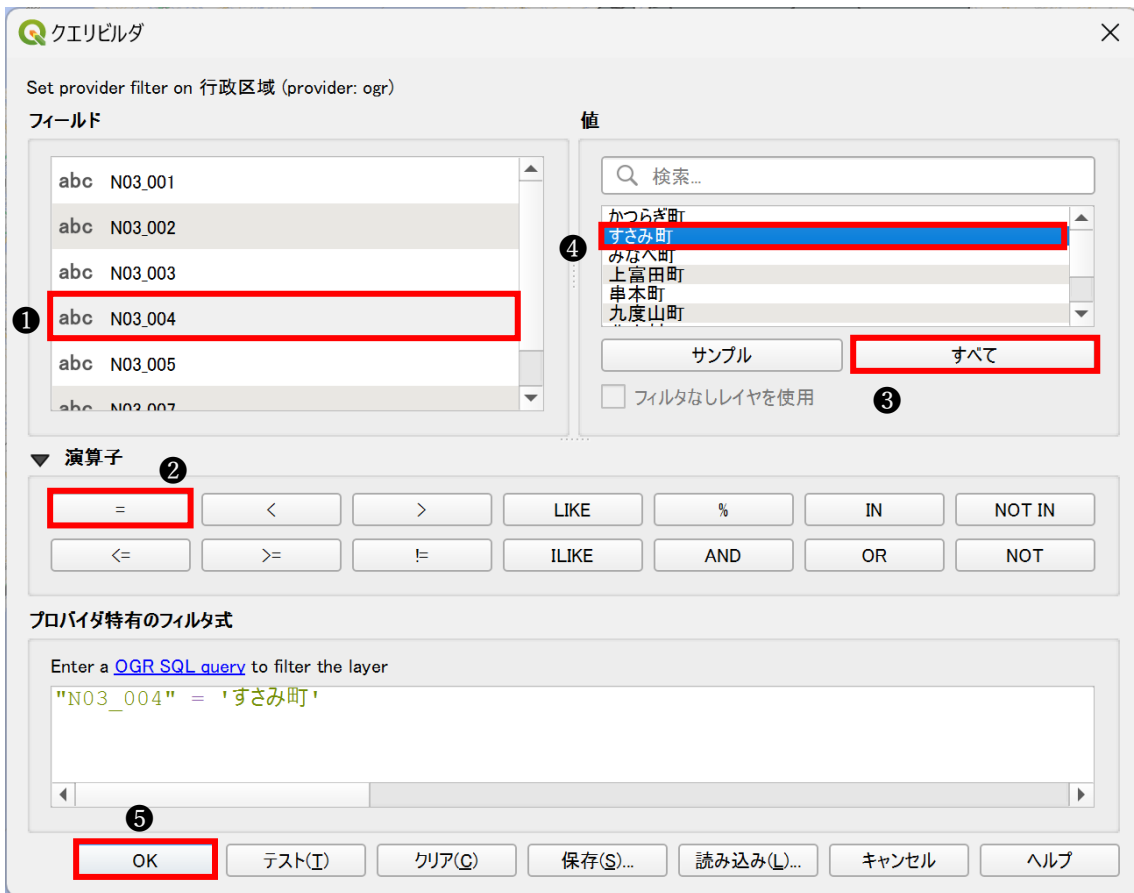 クエリビルダ
Set provider filter on 行政区域 (provider: ogr)
フィールド
abc N03_001
abc N03_002
abc N03_003
❶ abc N03_004
abc N03_005
abc N03_007
値
検索...
かつらぎ町
❹ すさみ町
みなべ町
上富田町
串本町
九度山町
サンプル すべて
フィルタなしレイヤを使用 ❸
演算子 ❷
= < > LIKE % IN NOT IN
<= >= != ILIKE AND OR NOT
プロバイダ特有のフィルタ式
Enter a OGR SQL query to filter the layer
"N03_004" = 'すさみ町'
❺
OK テスト(T) クリア(C) 保存(S)... 読み込み(L)... キャンセル ヘルプ